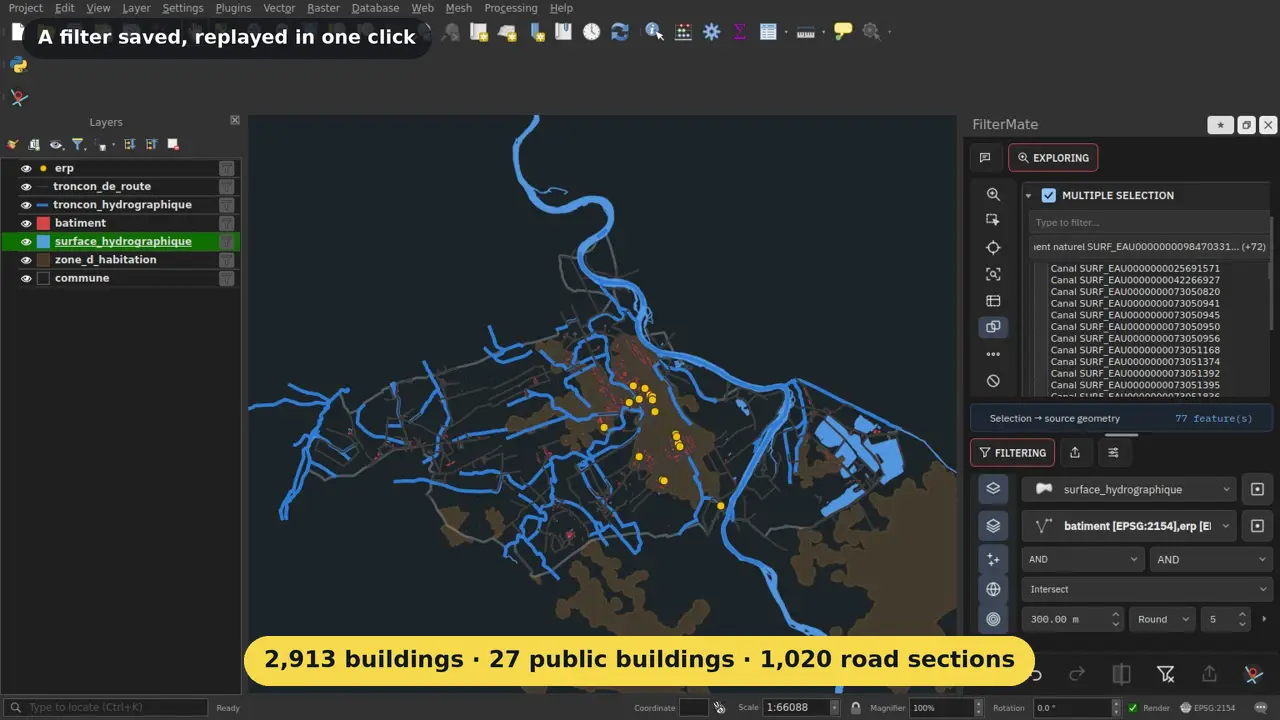 Project Edit View Layer Settings Plugins Vector Raster Database Web Mesh Processing Help
A filter saved, replayed in one click
Layers
erp
troncon_de_route
troncon_hydrographique
batiment
surface_hydrographique
zone_d_habitation
commune
FilterMate
EXPLORING
MULTIPLE SELECTION
Type to filter...
ent naturel SURF_EAU0000000098470331... (+72)
Canal SURF_EAU0000000025691571
Canal SURF_EAU0000000042266927
Canal SURF_EAU0000000073050820
Canal SURF_EAU0000000073050941
Canal SURF_EAU0000000073050945
Canal SURF_EAU0000000073050950
Canal SURF_EAU0000000073050956
Canal SURF_EAU0000000073051168
Canal SURF_EAU0000000073051374
Canal SURF_EAU0000000073051392
Canal SURF_EAU0000000073051395
Selection → source geometry 77 feature(s)
FILTERING
surface_hydrographique
batiment [EPSG:2154],erp [E
AND AND
Intersect
300.00 m Round 5
2,913 buildings · 27 public buildings · 1,020 road sections
Type to locate (Ctrl+K) Ready Coordinate Scale 1:66088 Magnifier 100% Rotation 0.0 ° Render EPSG:2154